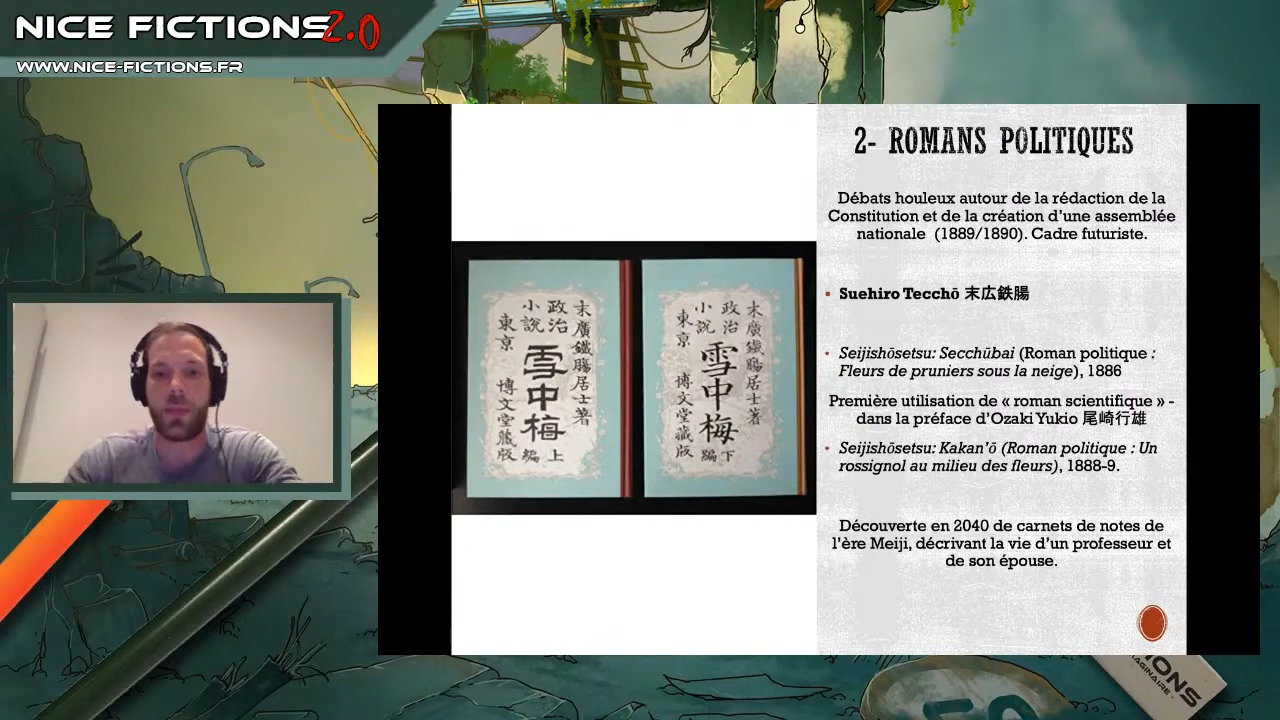 NICE FICTIONS 2.0
WWW.NICE-FICTIONS.FR
2- ROMANS POLITIQUES
Débats houleux autour de la rédaction de la
Constitution et de la création d'une assemblée
nationale (1889/1890). Cadre futuriste.
Suehiro Tecchō 末広鉄腸
Seijishōsetsu: Secchūbai (Roman politique :
Fleurs de pruniers sous la neige), 1886
Première utilisation de « roman scientifique » -
dans la préface d'Ozaki Yukio 尾崎行雄
Seijishōsetsu: Kakan'ō (Roman politique : Un
rossignol au milieu des fleurs), 1888-9.
Découverte en 2040 de carnets de notes de
l'ère Meiji, décrivant la vie d'un professeur et
de son épouse.
末廣鐵膓居士著
政治
小説
雪中梅
上編
東京 博文堂藏版
末廣鐵膓居士著
政治
小説
雪中梅
下編
東京 博文堂藏版
IONS